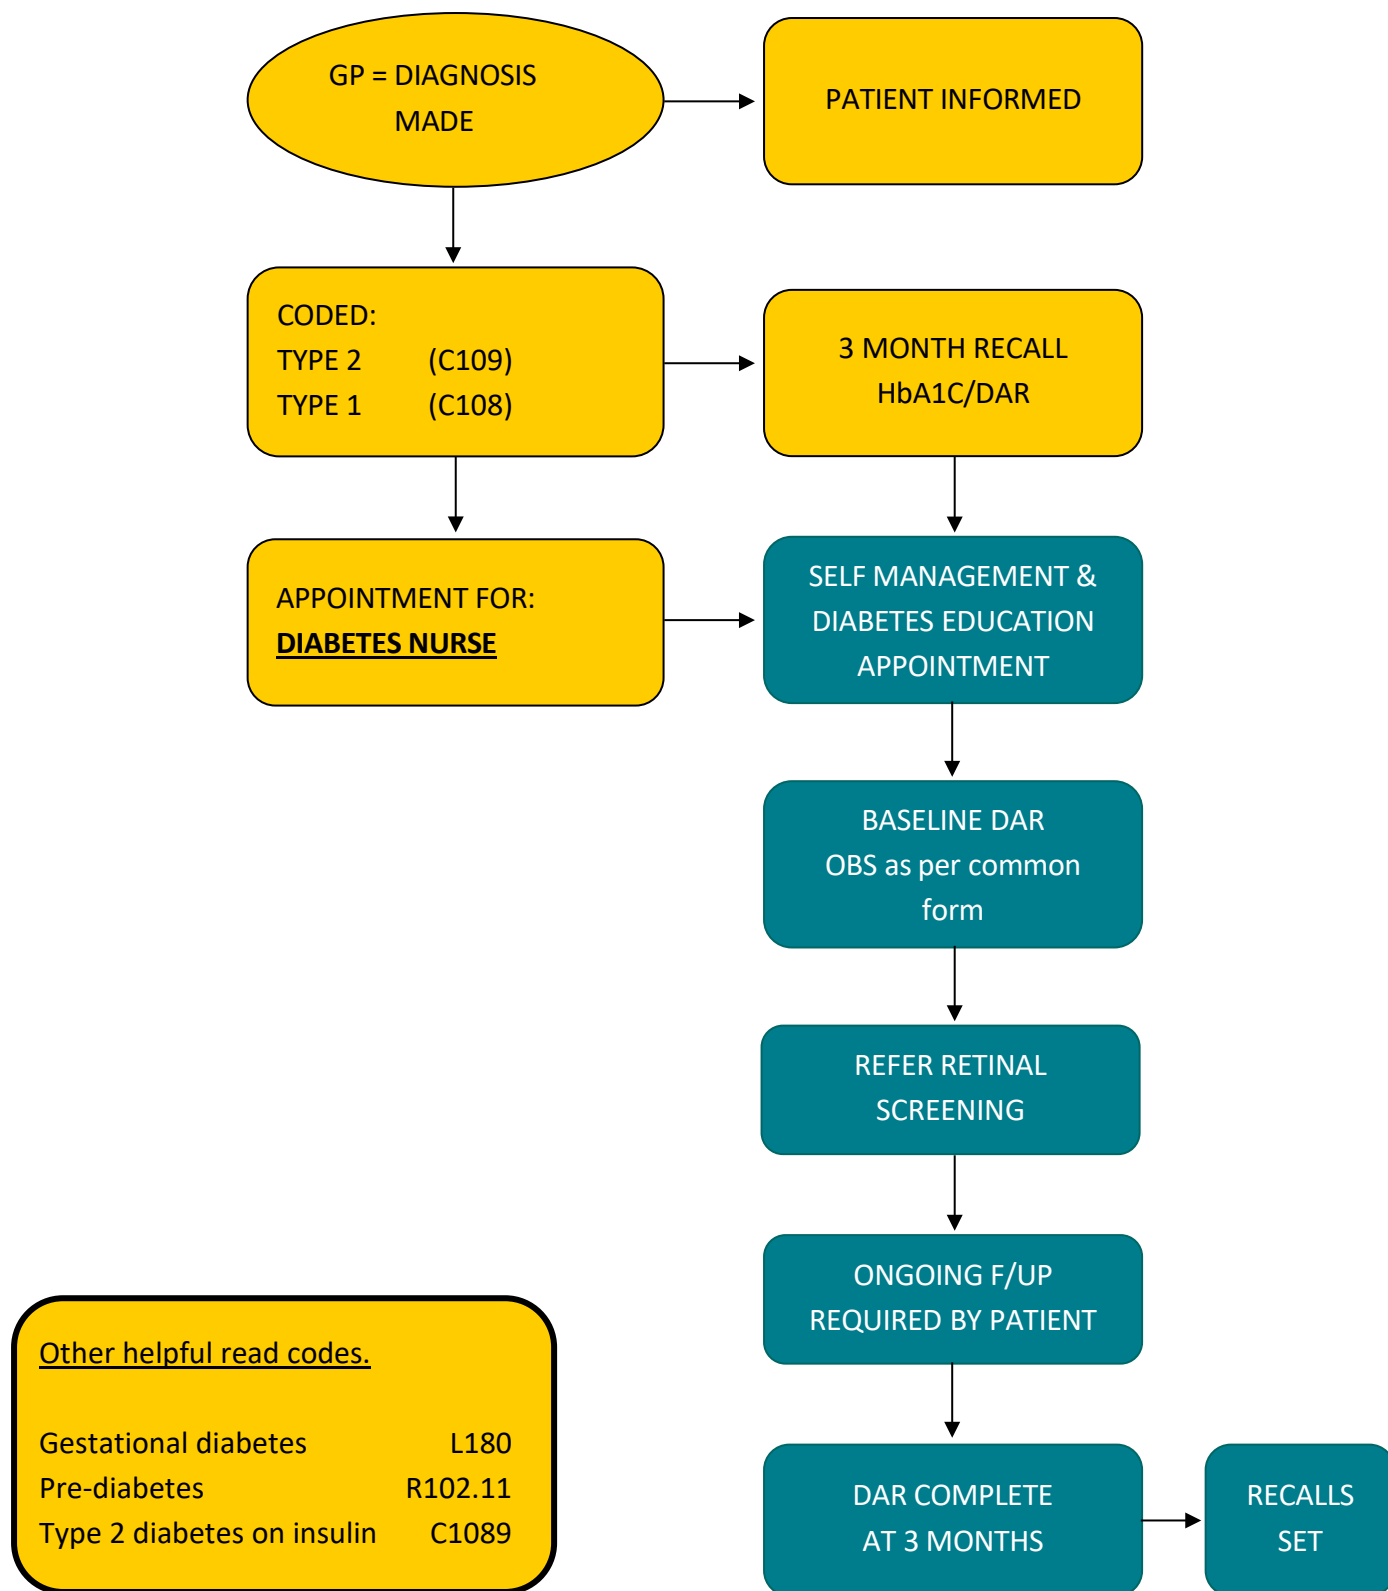 GP = DIAGNOSIS
MADE
PATIENT INFORMED
CODED:
TYPE 2 (C109)
TYPE 1 (C108)
3 MONTH RECALL
HbA1C/DAR
APPOINTMENT FOR:
DIABETES NURSE
SELF MANAGEMENT &
DIABETES EDUCATION
APPOINTMENT
BASELINE DAR
OBS as per common
form
REFER RETINAL
SCREENING
ONGOING F/UP
REQUIRED BY PATIENT
DAR COMPLETE
AT 3 MONTHS
RECALLS
SET
Other helpful read codes.
Gestational diabetes L180
Pre-diabetes R102.11
Type 2 diabetes on insulin C1089